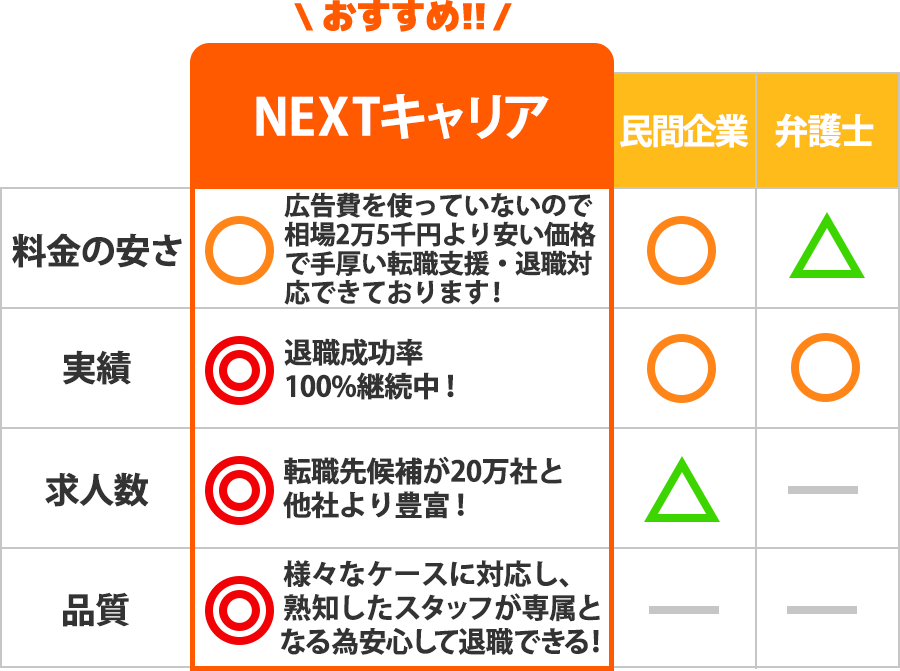 \ おすすめ!! /
NEXTキャリア
民間企業
弁護士
料金の安さ
広告費を使っていないので
相場2万5千円より安い価格
で手厚い転職支援・退職対
応できております！
実績
退職成功率
100%継続中！
求人数
転職先候補が20万社と
他社より豊富！
品質
様々なケースに対応し、
熟知したスタッフが専属と
なる為安心して退職できる!